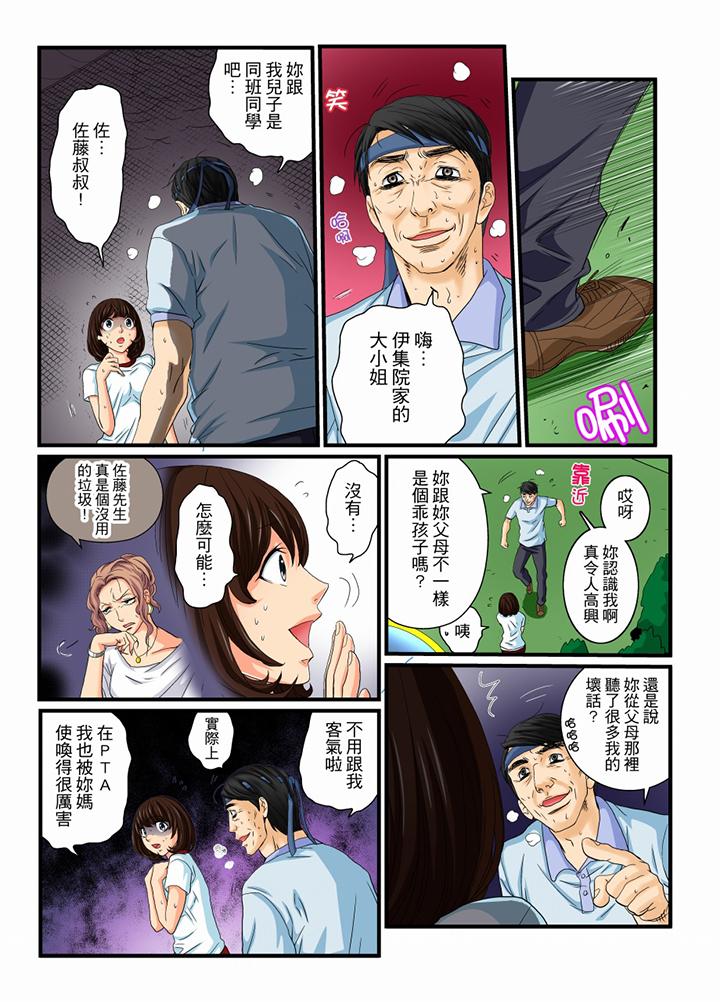 唰
笑
哈
啊
嗨…
伊集院家的
大小姐
妳跟
我兒子是
同班同學
吧…
佐…
佐藤叔叔！
哎呀
妳認識我啊
真令人高興
靠近
妳跟妳父母不一樣
是個乖孩子嗎？
咦
沒有…
怎麼可能…
佐藤先生
真是個沒用
的垃圾！
還是說
妳從父母那裡
聽了很多我的
壞話？
不用跟我
客氣啦
實際上
在PTA
我也被妳媽
使喚得很厲害